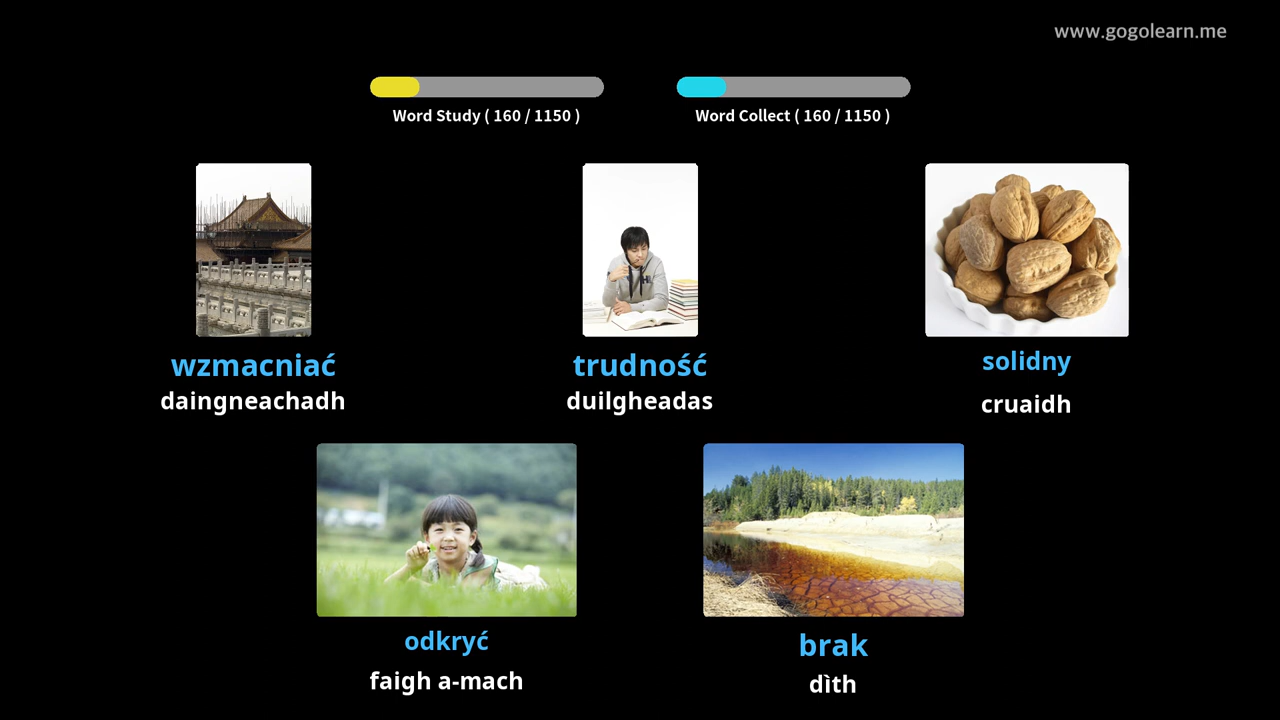 www.gogolearn.me
Word Study ( 160 / 1150 )
Word Collect ( 160 / 1150 )
wzmacniać
daingneachadh
trudność
duilgheadas
solidny
cruaidh
odkryć
faigh a-mach
brak
dìth